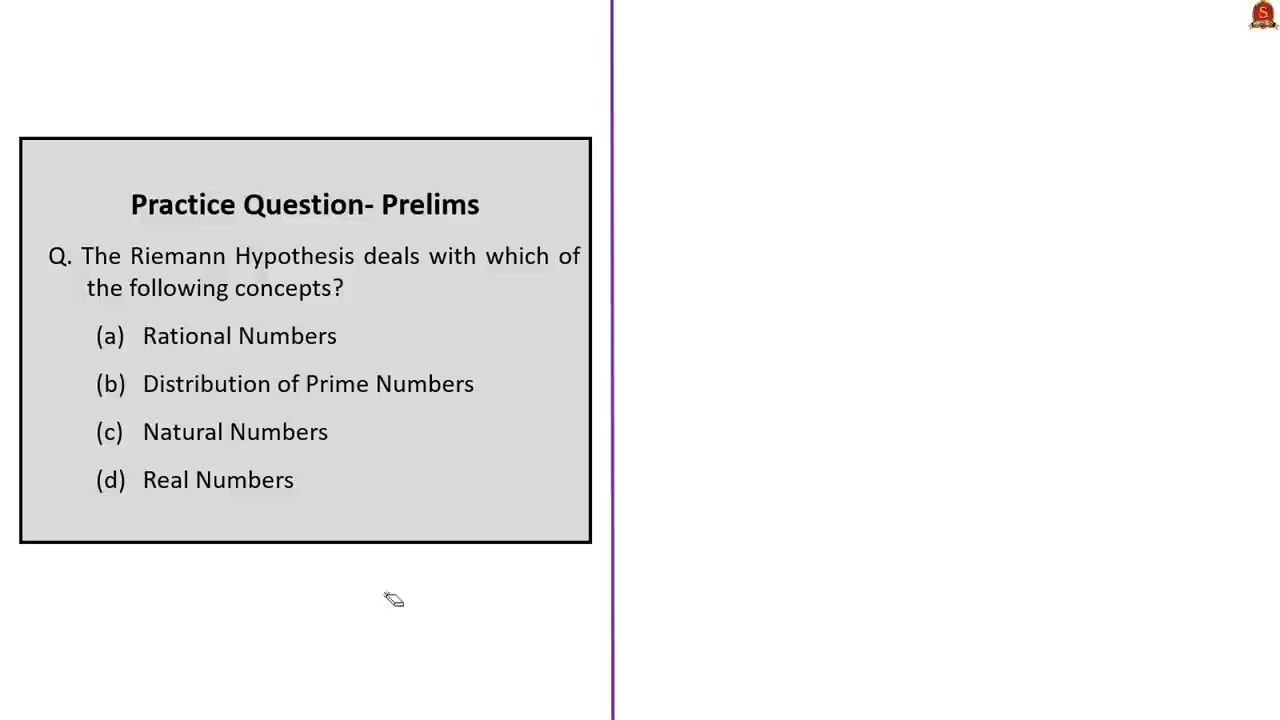 Practice Question- Prelims
Q. The Riemann Hypothesis deals with which of
the following concepts?
(a) Rational Numbers
(b) Distribution of Prime Numbers
(c) Natural Numbers
(d) Real Numbers
S